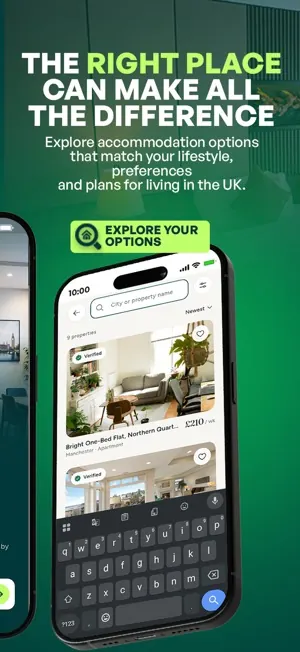 THE RIGHT PLACE
CAN MAKE ALL
THE DIFFERENCE
Explore accommodation options
that match your lifestyle,
preferences
and plans for living in the UK.
EXPLORE YOUR
OPTIONS
10:00
City or property name
9 properties
Newest
Verified
Bright One-Bed Flat, Northern Quart...
£210 / wk
Manchester · Apartment
Verified
q w e r t y u i o p
a s d f g h j k l
z x c v b n m
?123 , .
by